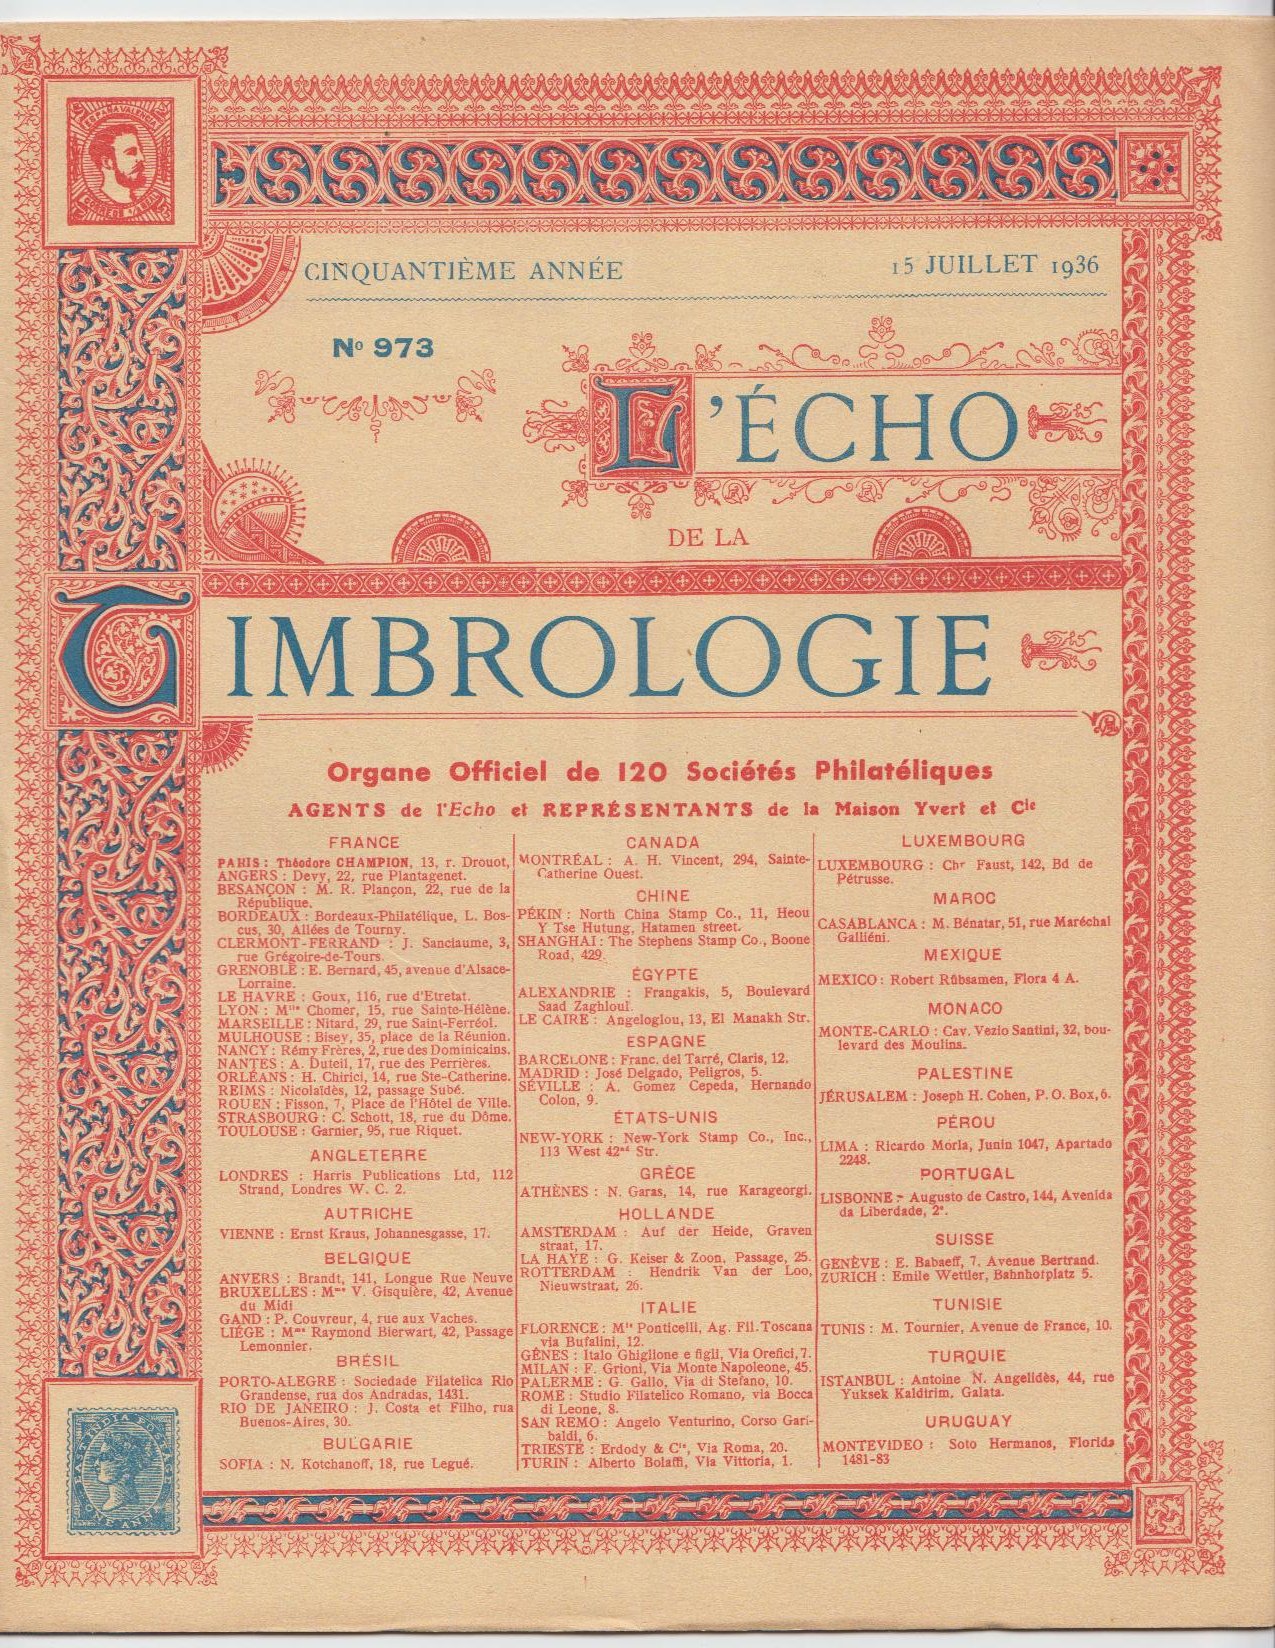 ESPAÑA VALENCIA
CORREOS 1/2 REAL
CINQUANTIÈME ANNÉE
15 JUILLET 1936
No 973
L'ÉCHO
DE LA
TIMBROLOGIE
Organe Officiel de 120 Sociétés Philatéliques
AGENTS de l'Echo et REPRÉSENTANTS de la Maison Yvert et Cie
FRANCE
PARIS : Théodore CHAMPION, 13, r. Drouot,
ANGERS : Devy, 22, rue Plantagenet.
BESANÇON : M. R. Plançon, 22, rue de la
République.
BORDEAUX : Bordeaux-Philatélique, L. Bos-
cus, 30, Allées de Tourny.
CLERMONT-FERRAND : J. Sanciaume, 3,
rue Grégoire-de-Tours.
GRENOBLE : E. Bernard, 45, avenue d'Alsace-
Lorraine.
LE HAVRE : Goux, 116, rue d'Etretat.
LYON : Mlle Chomer, 15, rue Sainte-Hélène.
MARSEILLE : Nitard, 29, rue Saint-Ferréol.
MULHOUSE : Bisey, 35, place de la Réunion.
NANCY : Rémy Frères, 2, rue des Dominicains.
NANTES : A. Duteil, 17, rue des Perrières.
ORLÉANS : H. Chirici, 14, rue Ste-Catherine.
REIMS : Nicolaïdès, 12, passage Subé.
ROUEN : Fisson, 7, Place de l'Hôtel de Ville.
STRASBOURG : C. Schott, 18, rue du Dôme.
TOULOUSE : Garnier, 95, rue Riquet.
ANGLETERRE
LONDRES : Harris Publications Ltd, 112
Strand, Londres W. C. 2.
AUTRICHE
VIENNE : Ernst Kraus, Johannesgasse, 17.
BELGIQUE
ANVERS : Brandt, 141, Longue Rue Neuve
BRUXELLES : Mme V. Gisquière, 42, Avenue
du Midi
GAND : P. Couvreur, 4, rue aux Vaches.
LIÉGE : Mme Raymond Bierwart, 42, Passage
Lemonnier.
BRÉSIL
PORTO-ALEGRE : Sociedade Filatelica Rio
Grandense, rua dos Andradas, 1431.
RIO DE JANEIRO : J. Costa et Filho, rua
Buenos-Aires, 30.
BULGARIE
SOFIA : N. Kotchanoff, 18, rue Legué.
CANADA
MONTRÉAL : A. H. Vincent, 294, Sainte-
Catherine Ouest.
CHINE
PÉKIN : North China Stamp Co., 11, Heou
Y Tse Hutung, Hatamen street.
SHANGHAI : The Stephens Stamp Co., Boone
Road, 429.
ÉGYPTE
ALEXANDRIE : Frangakis, 5, Boulevard
Saad Zaghloul.
LE CAIRE : Angeloglou, 13, El Manakh Str.
ESPAGNE
BARCELONE : Franc. del Tarré, Claris, 12.
MADRID : José Delgado, Peligros, 5.
SÉVILLE : A. Gomez Cepeda, Hernando
Colon, 9.
ÉTATS-UNIS
NEW-YORK : New-York Stamp Co., Inc.,
113 West 42nd Str.
GRÈCE
ATHÈNES : N. Garas, 14, rue Karageorgi.
HOLLANDE
AMSTERDAM : Auf der Heide, Graven
straat, 17.
LA HAYE : G. Keiser & Zoon, Passage, 25.
ROTTERDAM : Hendrik Van der Loo,
Nieuwstraat, 26.
ITALIE
FLORENCE : Mlle Ponticelli, Ag. Fil. Toscana
via Bufalini, 12.
GÊNES : Italo Ghiglione e figli, Via Orefici, 7.
MILAN : F. Grioni, Via Monte Napoleone, 45.
PALERME : G. Gallo, Via di Stefano, 10.
ROME : Studio Filatelico Romano, via Bocca
di Leone, 8.
SAN REMO : Angelo Venturino, Corso Gari-
baldi, 6.
TRIESTE : Erdody & Cie, Via Roma, 20.
TURIN : Alberto Bolaffi, Via Vittoria, 1.
LUXEMBOURG
LUXEMBOURG : Chr Faust, 142, Bd de
Pétrusse.
MAROC
CASABLANCA : M. Bénatar, 51, rue Maréchal
Galliéni.
MEXIQUE
MEXICO : Robert Rübsamen, Flora 4 A.
MONACO
MONTE-CARLO : Cav. Vezio Santini, 32, bou-
levard des Moulins.
PALESTINE
JÉRUSALEM : Joseph H. Cohen, P. O. Box, 6.
PÉROU
LIMA : Ricardo Morla, Junin 1047, Apartado
2248.
PORTUGAL
LISBONNE : Augusto de Castro, 144, Avenida
da Liberdade, 2º.
SUISSE
GENÈVE : E. Babaeff, 7, Avenue Bertrand.
ZURICH : Emile Wettler, Bahnhofplatz 5.
TUNISIE
TUNIS : M. Tournier, Avenue de France, 10.
TURQUIE
ISTANBUL : Antoine N. Angelidès, 44, rue
Yuksek Kaldirim, Galata.
URUGUAY
MONTEVIDEO : Soto Hermanos, Florida
1481-83
EAST INDIA POSTAGE
ONE ANNA